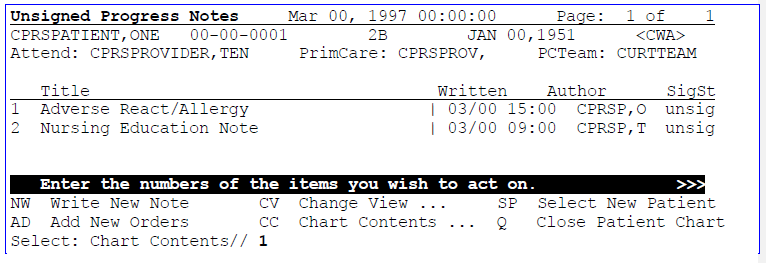 Unsigned Progress Notes Mar 00, 1997 00:00:00 Page: 1 of 1
CPRSPATIENT,ONE 00-00-0001 2B JAN 00,1951 <CWA>
Attend: CPRSPROVIDER,TEN PrimCare: CPRSPROV, PCTeam: CURTTEAM
Title Written Author SigSt
1 Adverse React/Allergy | 03/00 15:00 CPRSP,O unsig
2 Nursing Education Note | 03/00 09:00 CPRSP,T unsig
Enter the numbers of the items you wish to act on. >>>
NW Write New Note CV Change View ... SP Select New Patient
AD Add New Orders CC Chart Contents ... Q Close Patient Chart
Select: Chart Contents// 1